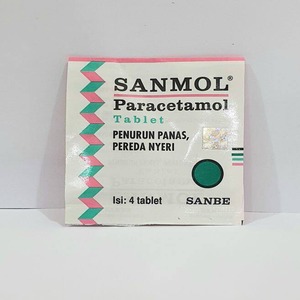 SANMOL®
Paracetamol
Tablet
PENURUN PANAS,
PEREDA NYERI
Isi: 4 tablet
SANBE